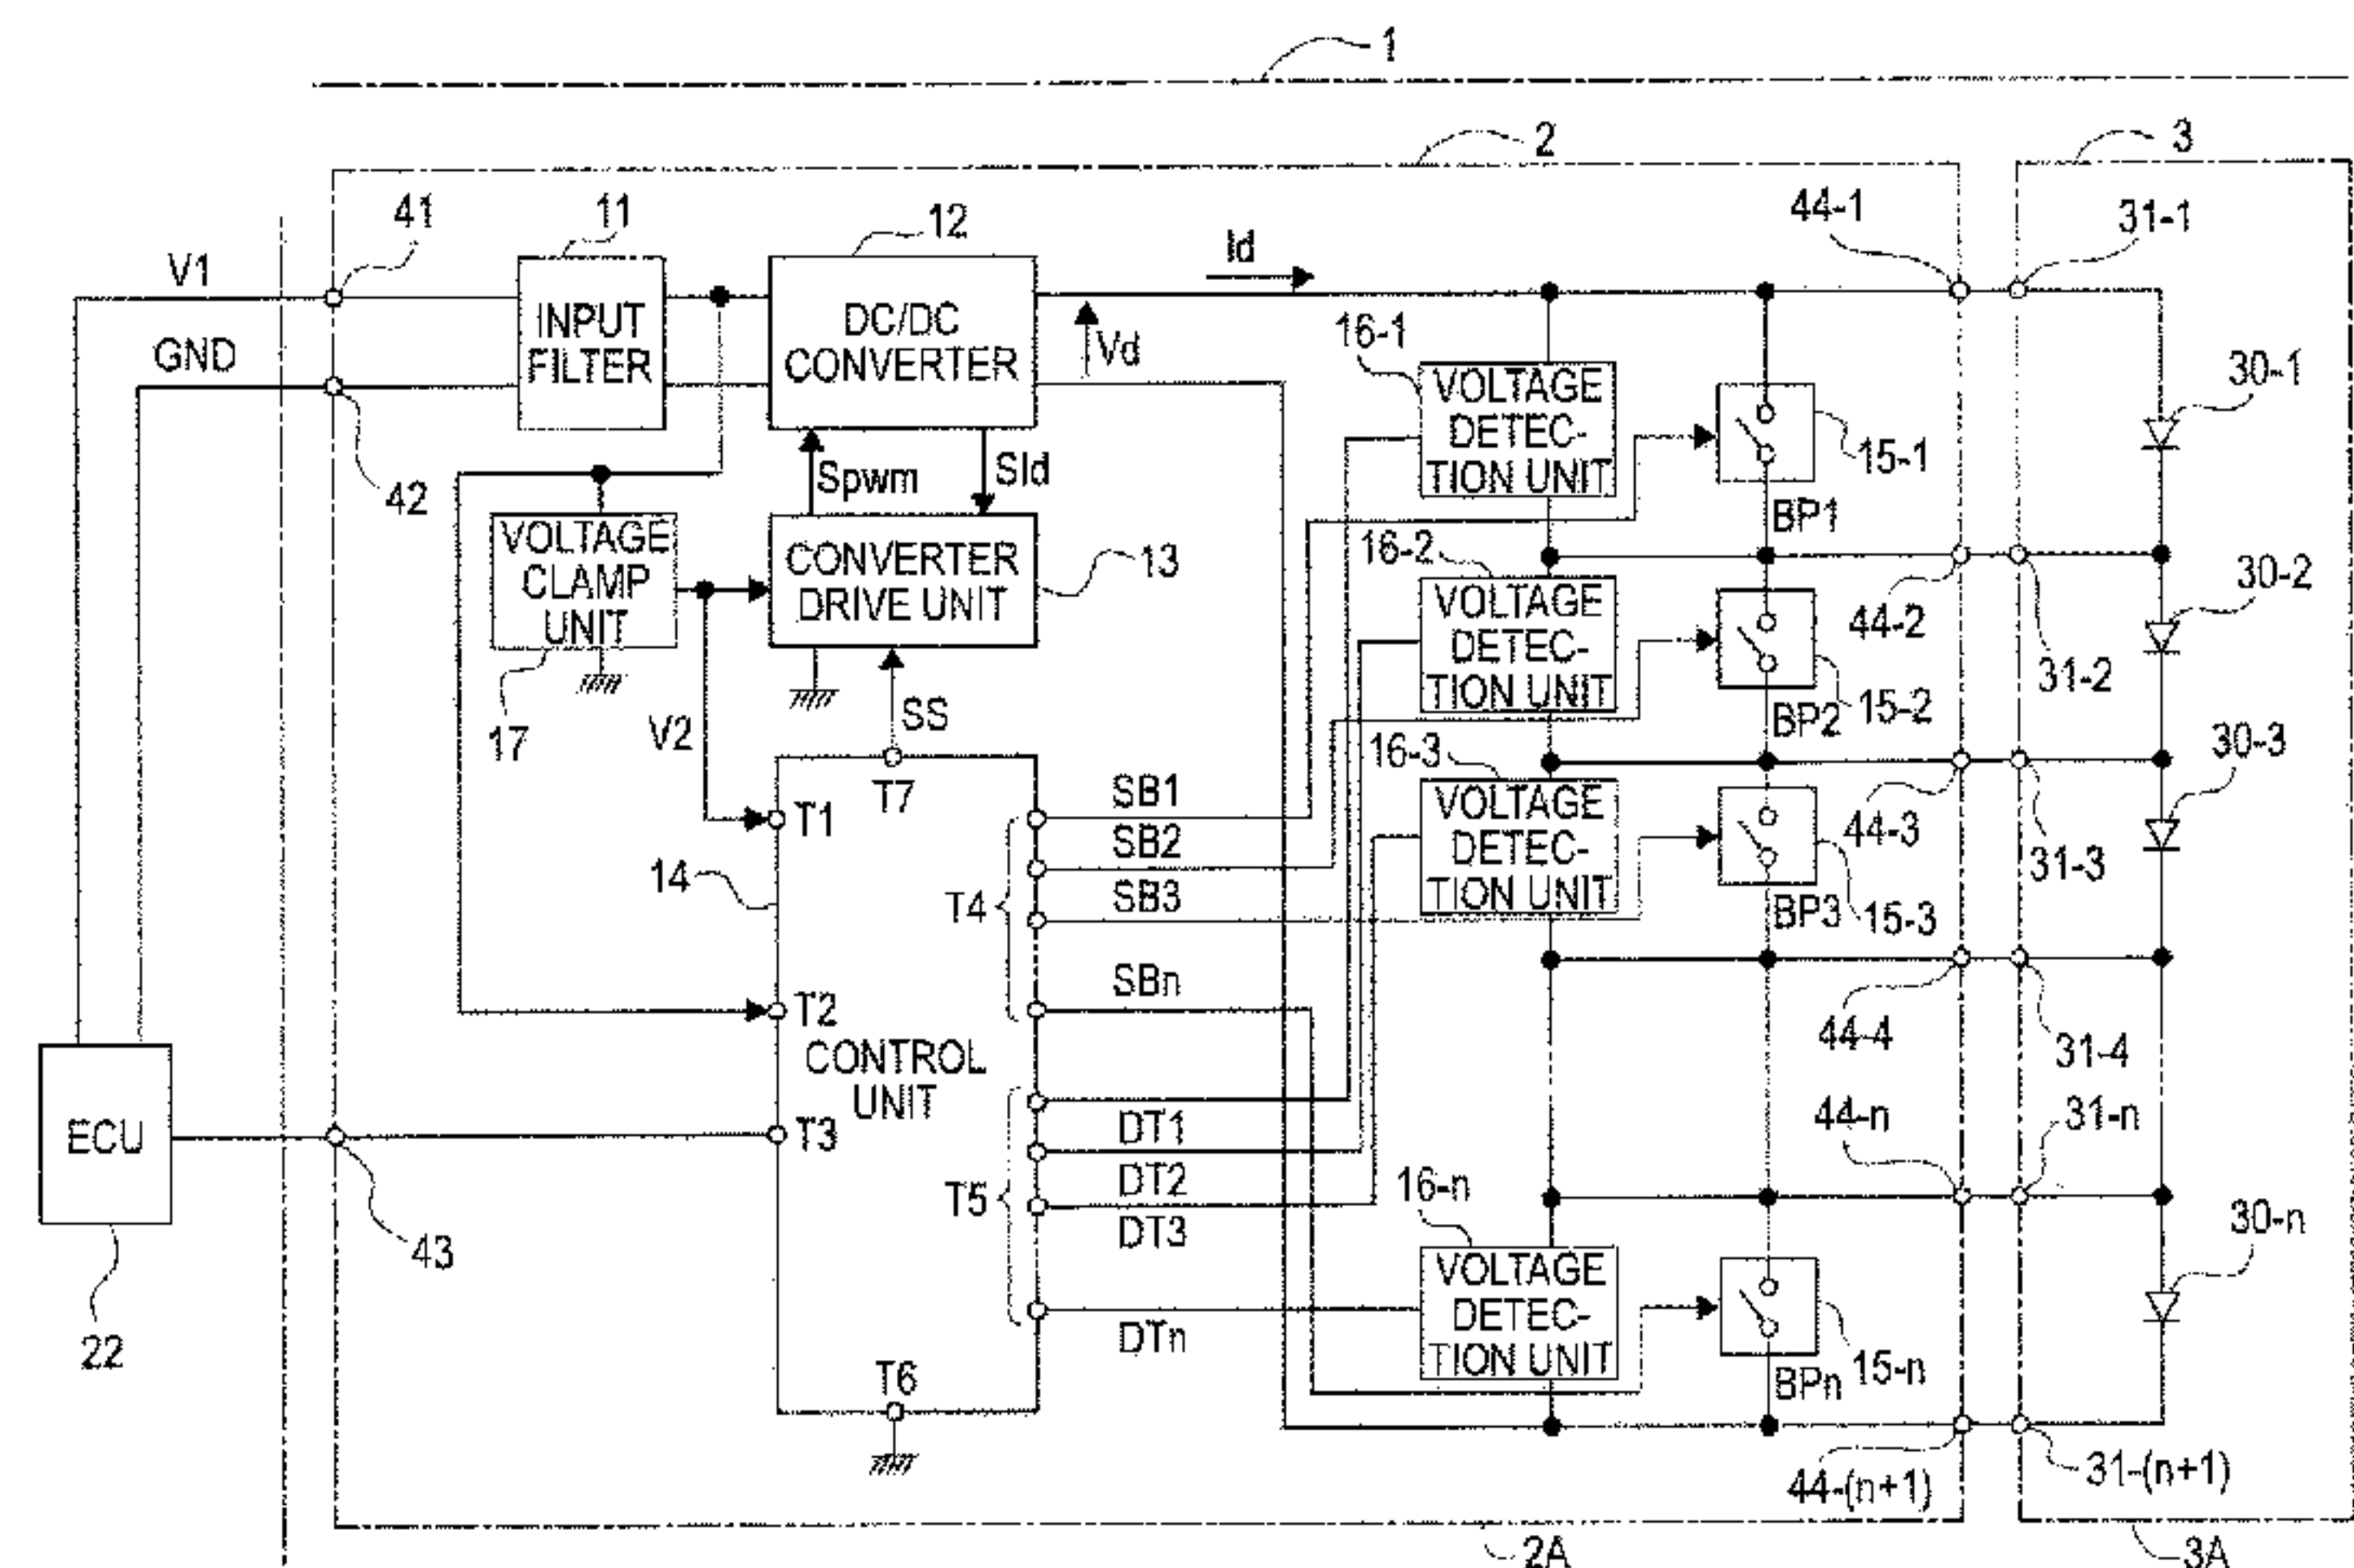 1
2
3
41
11
12
44-1
31-1
V1
Id
INPUT
FILTER
DC/DC
CONVERTER
Vd
16-1
GND
VOLTAGE
DETEC-
TION UNIT
30-1
42
Spwm
SId
15-1
BP1
VOLTAGE
CLAMP
UNIT
CONVERTER
DRIVE UNIT
13
16-2
VOLTAGE
DETEC-
TION UNIT
44-2
30-2
31-2
17
V2
SS
15-2
BP2
16-3
30-3
T7
T1
SB1
VOLTAGE
DETEC-
TION UNIT
44-3
31-3
14
SB2
T4
SB3
BP3
15-3
SBn
T2
44-4
31-4
CONTROL
UNIT
ECU
T3
DT1
44-n
31-n
T5
DT2
16-n
DT3
43
30-n
VOLTAGE
DETEC-
TION UNIT
22
DTn
T6
BPn
15-n
44-(n+1)
31-(n+1)
2A
3A